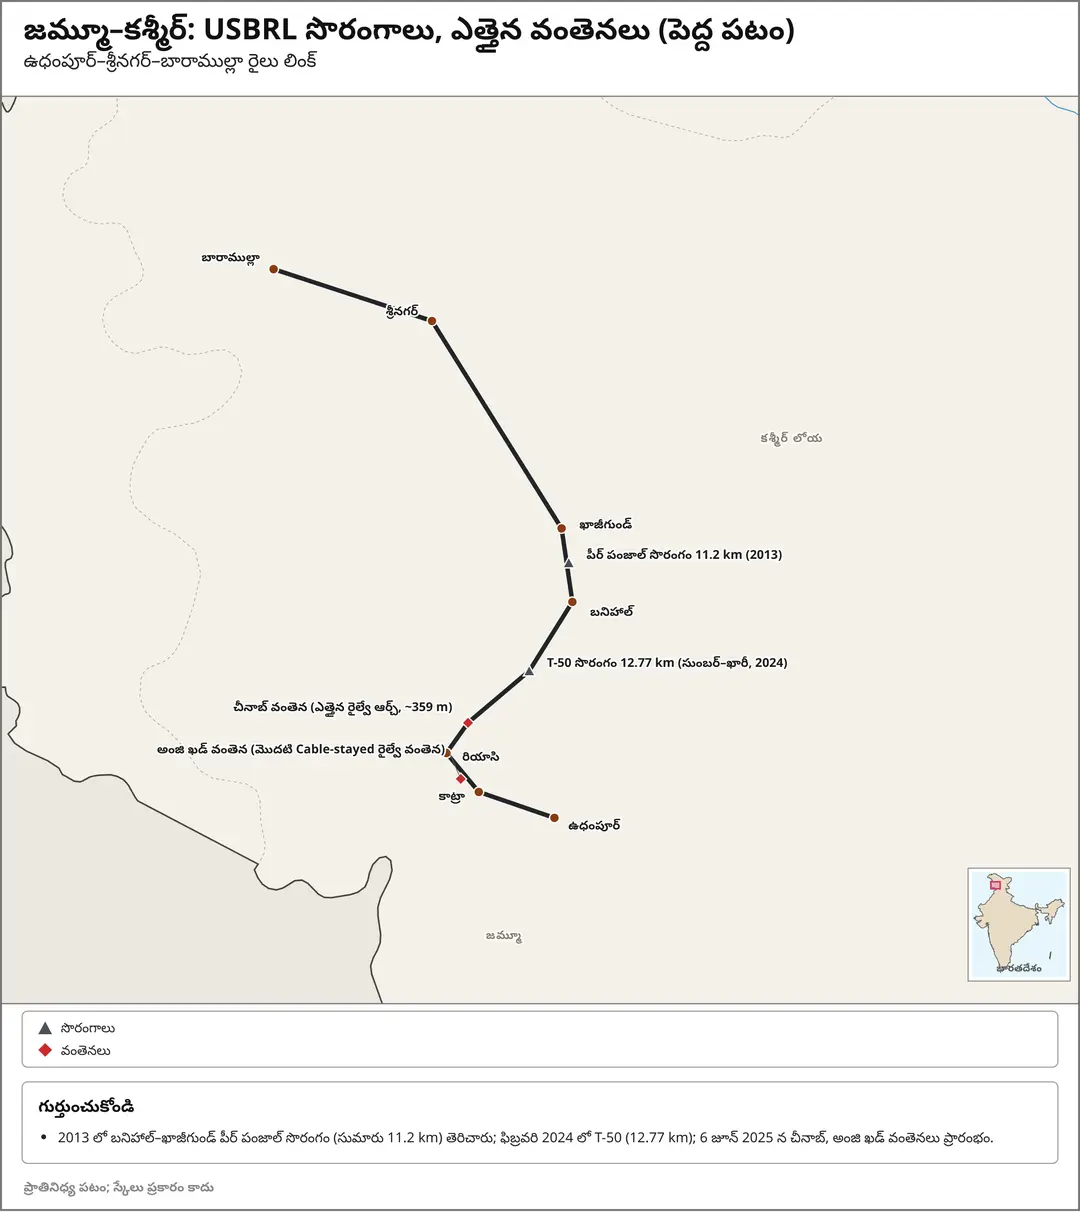 జమ్మూ–కశ్మీర్: USBRL సొరంగాలు, ఎత్తైన వంతెనలు (పెద్ద పటం)
ఉధంపూర్–శ్రీనగర్–బారాముల్లా రైలు లింక్
బారాముల్లా
శ్రీనగర్
కశ్మీర్ లోయ
ఖాజీగుండ్
పీర్ పంజాల్ సొరంగం 11.2 km (2013)
బనిహాల్
T-50 సొరంగం 12.77 km (సుంబర్–ఖారీ, 2024)
చీనాబ్ వంతెన (ఎత్తైన రైల్వే ఆర్చ్, ~359 m)
అంజి ఖడ్ వంతెన (మొదటి Cable-stayed రైల్వే వంతెన)
రియాసి
కాట్రా
ఉధంపూర్
జమ్మూ
భారతదేశం
సొరంగాలు
వంతెనలు
గుర్తుంచుకోండి
• 2013 లో బనిహాల్–ఖాజీగుండ్ పీర్ పంజాల్ సొరంగం (సుమారు 11.2 km) తెరిచారు; ఫిబ్రవరి 2024 లో T-50 (12.77 km); 6 జూన్ 2025 న చీనాబ్, అంజి ఖడ్ వంతెనలు ప్రారంభం.
ప్రాతినిధ్య పటం; స్కేలు ప్రకారం కాదు